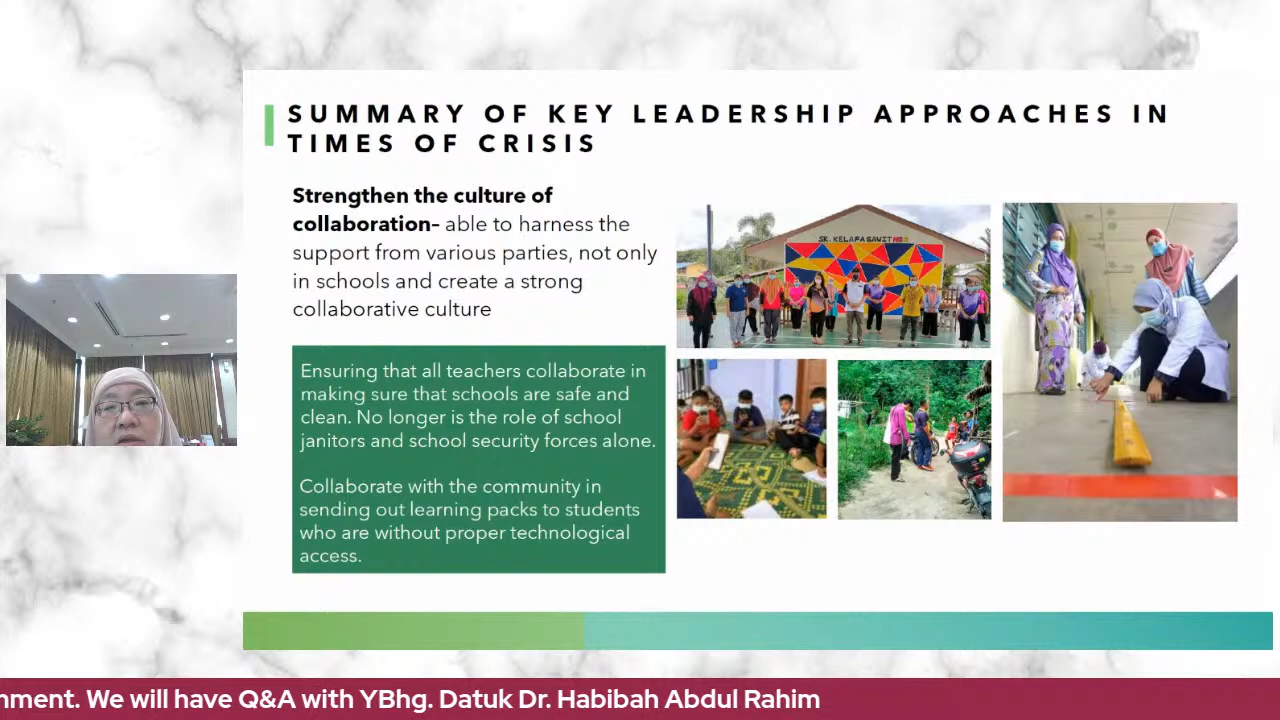 SUMMARY OF KEY LEADERSHIP APPROACHES IN
TIMES OF CRISIS
Strengthen the culture of
collaboration– able to harness the
support from various parties, not only
in schools and create a strong
collaborative culture
Ensuring that all teachers collaborate in
making sure that schools are safe and
clean. No longer is the role of school
janitors and school security forces alone.
Collaborate with the community in
sending out learning packs to students
who are without proper technological
access.
SK. KELAPA SAWIT
nment. We will have Q&A with YBhg. Datuk Dr. Habibah Abdul Rahim